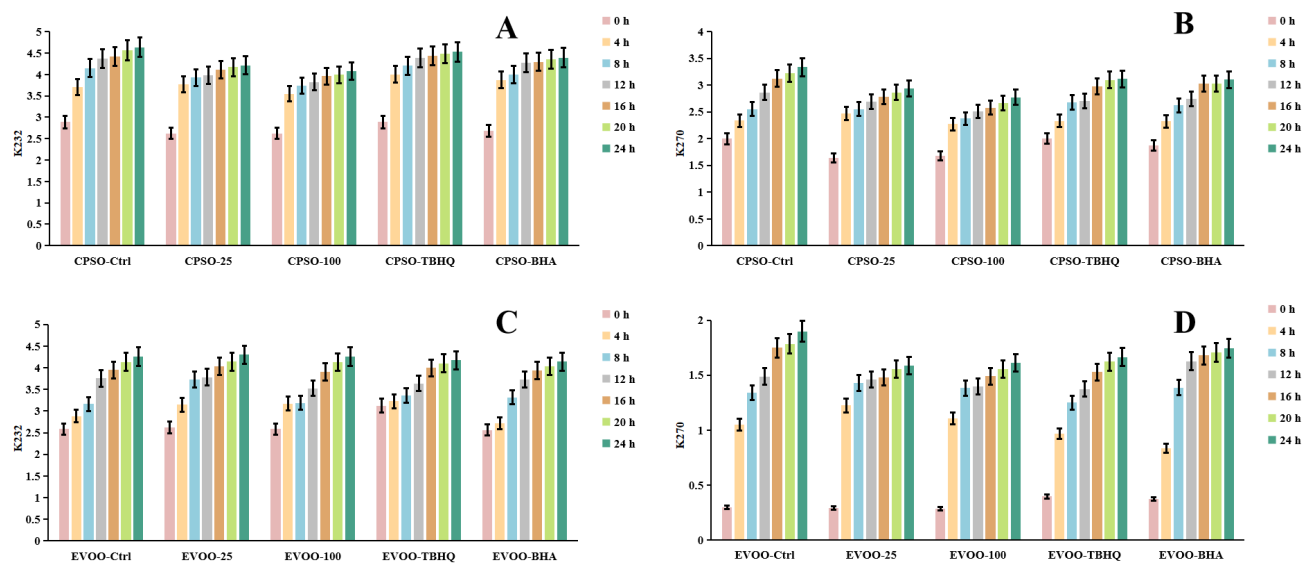 A
5
4.5
4
3.5
3
2.5
2
1.5
1
0.5
0
K232
CPSO-Ctrl CPSO-25 CPSO-100 CPSO-TBHQ CPSO-BHA
0 h
4 h
8 h
12 h
16 h
20 h
24 h
B
4
3.5
3
2.5
2
1.5
1
0.5
0
K270
CPSO-Ctrl CPSO-25 CPSO-100 CPSO-TBHQ CPSO-BHA
0 h
4 h
8 h
12 h
16 h
20 h
24 h
C
5
4.5
4
3.5
3
2.5
2
1.5
1
0.5
0
K232
EVOO-Ctrl EVOO-25 EVOO-100 EVOO-TBHQ EVOO-BHA
0 h
4 h
8 h
12 h
16 h
20 h
24 h
D
2
1.5
1
0.5
0
K270
EVOO-Ctrl EVOO-25 EVOO-100 EVOO-TBHQ EVOO-BHA
0 h
4 h
8 h
12 h
16 h
20 h
24 h